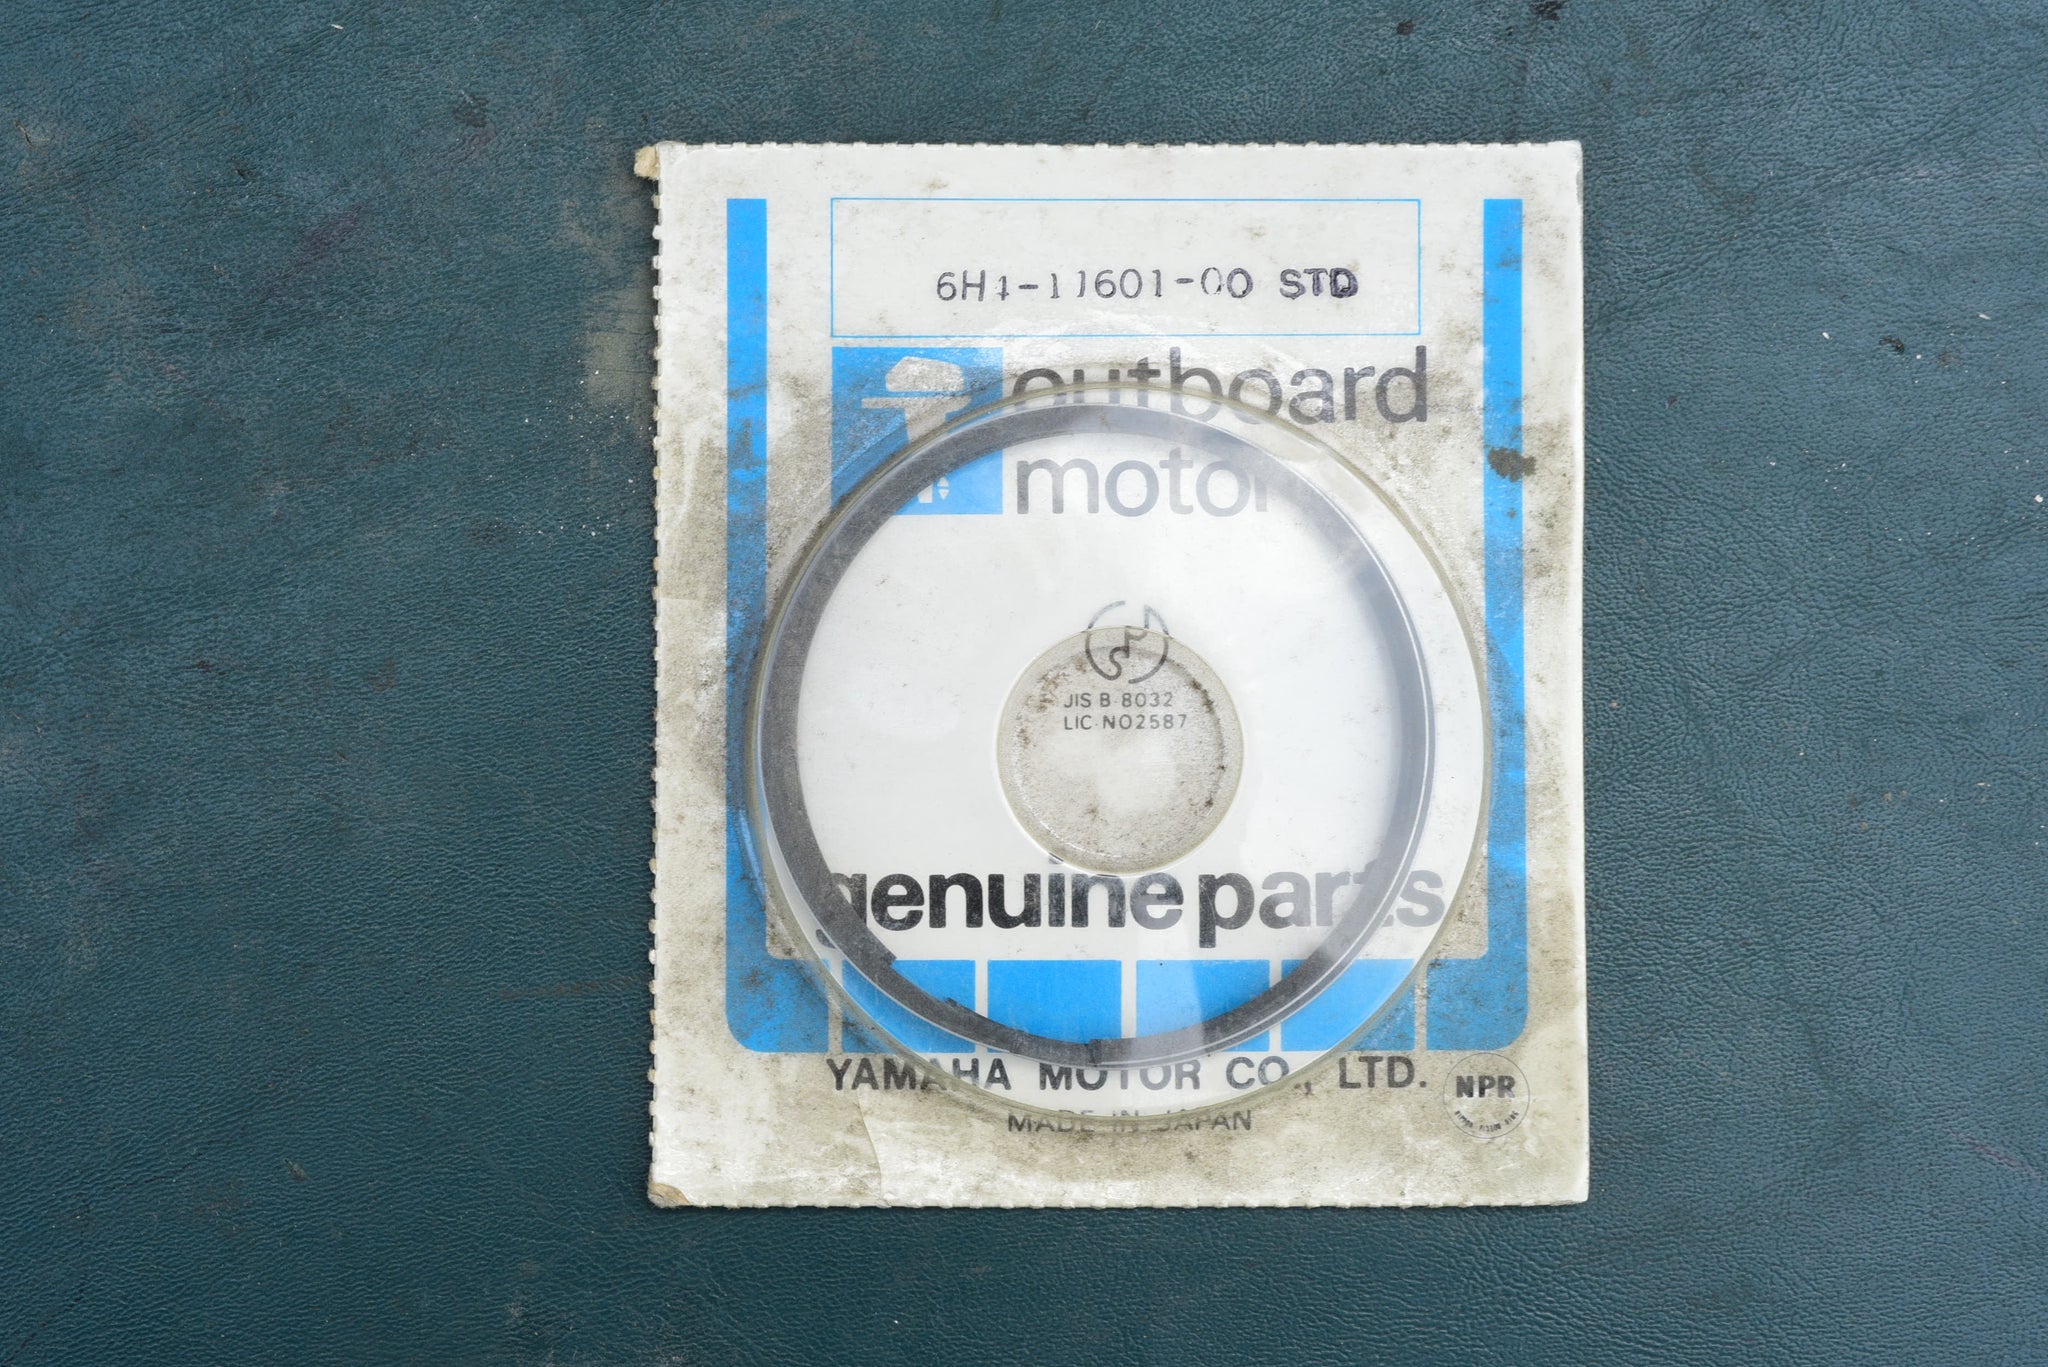 6H4-11601-00 STD
outboard
motor
JIS B 8032
LIC·NO2587
genuine parts
YAMAHA MOTOR CO., LTD.
MADE IN JAPAN
NPR